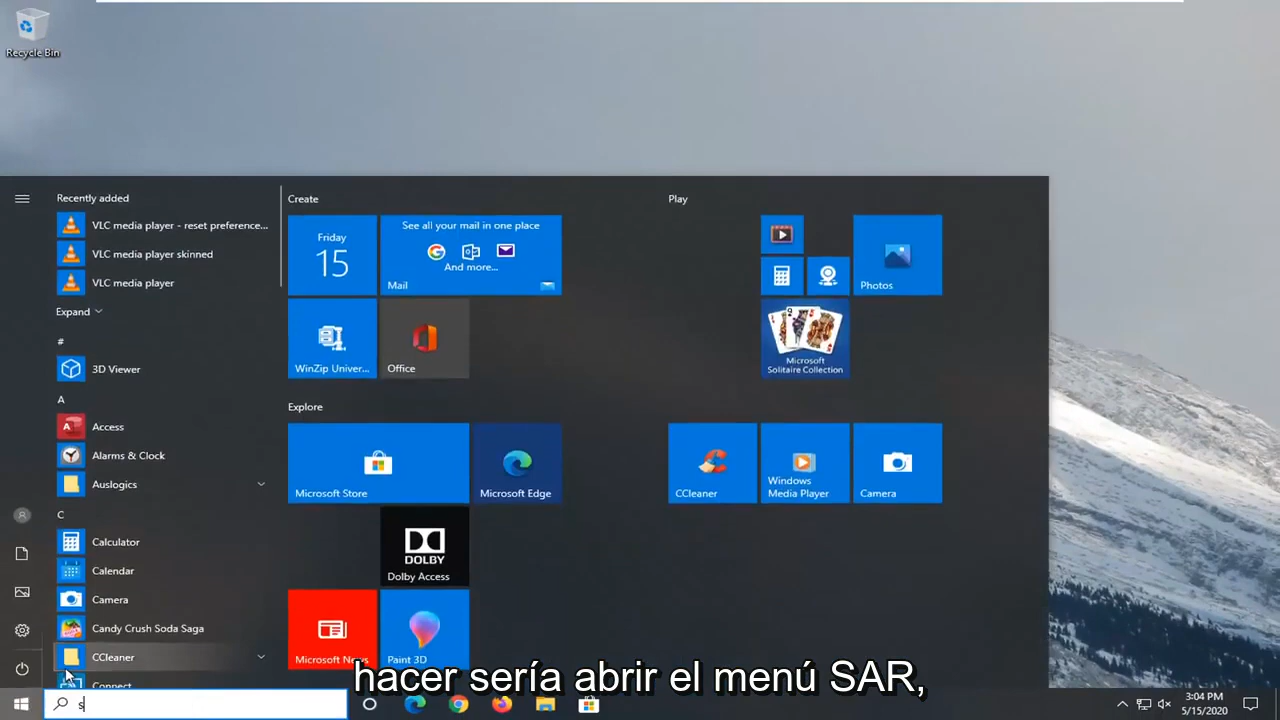 Recycle Bin
Recently added
VLC media player - reset preference...
VLC media player skinned
VLC media player
Expand
#
3D Viewer
A
Access
Alarms & Clock
Auslogics
C
Calculator
Calendar
Camera
Candy Crush Soda Saga
CCleaner
Connect
Create
Friday
15
See all your mail in one place
And more...
Mail
WinZip Univer...
Office
Explore
Microsoft Store
Microsoft Edge
DOLBY
Dolby Access
Microsoft News
Paint 3D
Play
Photos
Microsoft
Solitaire Collection
CCleaner
Windows
Media Player
Camera
hacer sería abrir el menú SAR,
s
3:04 PM
5/15/2020